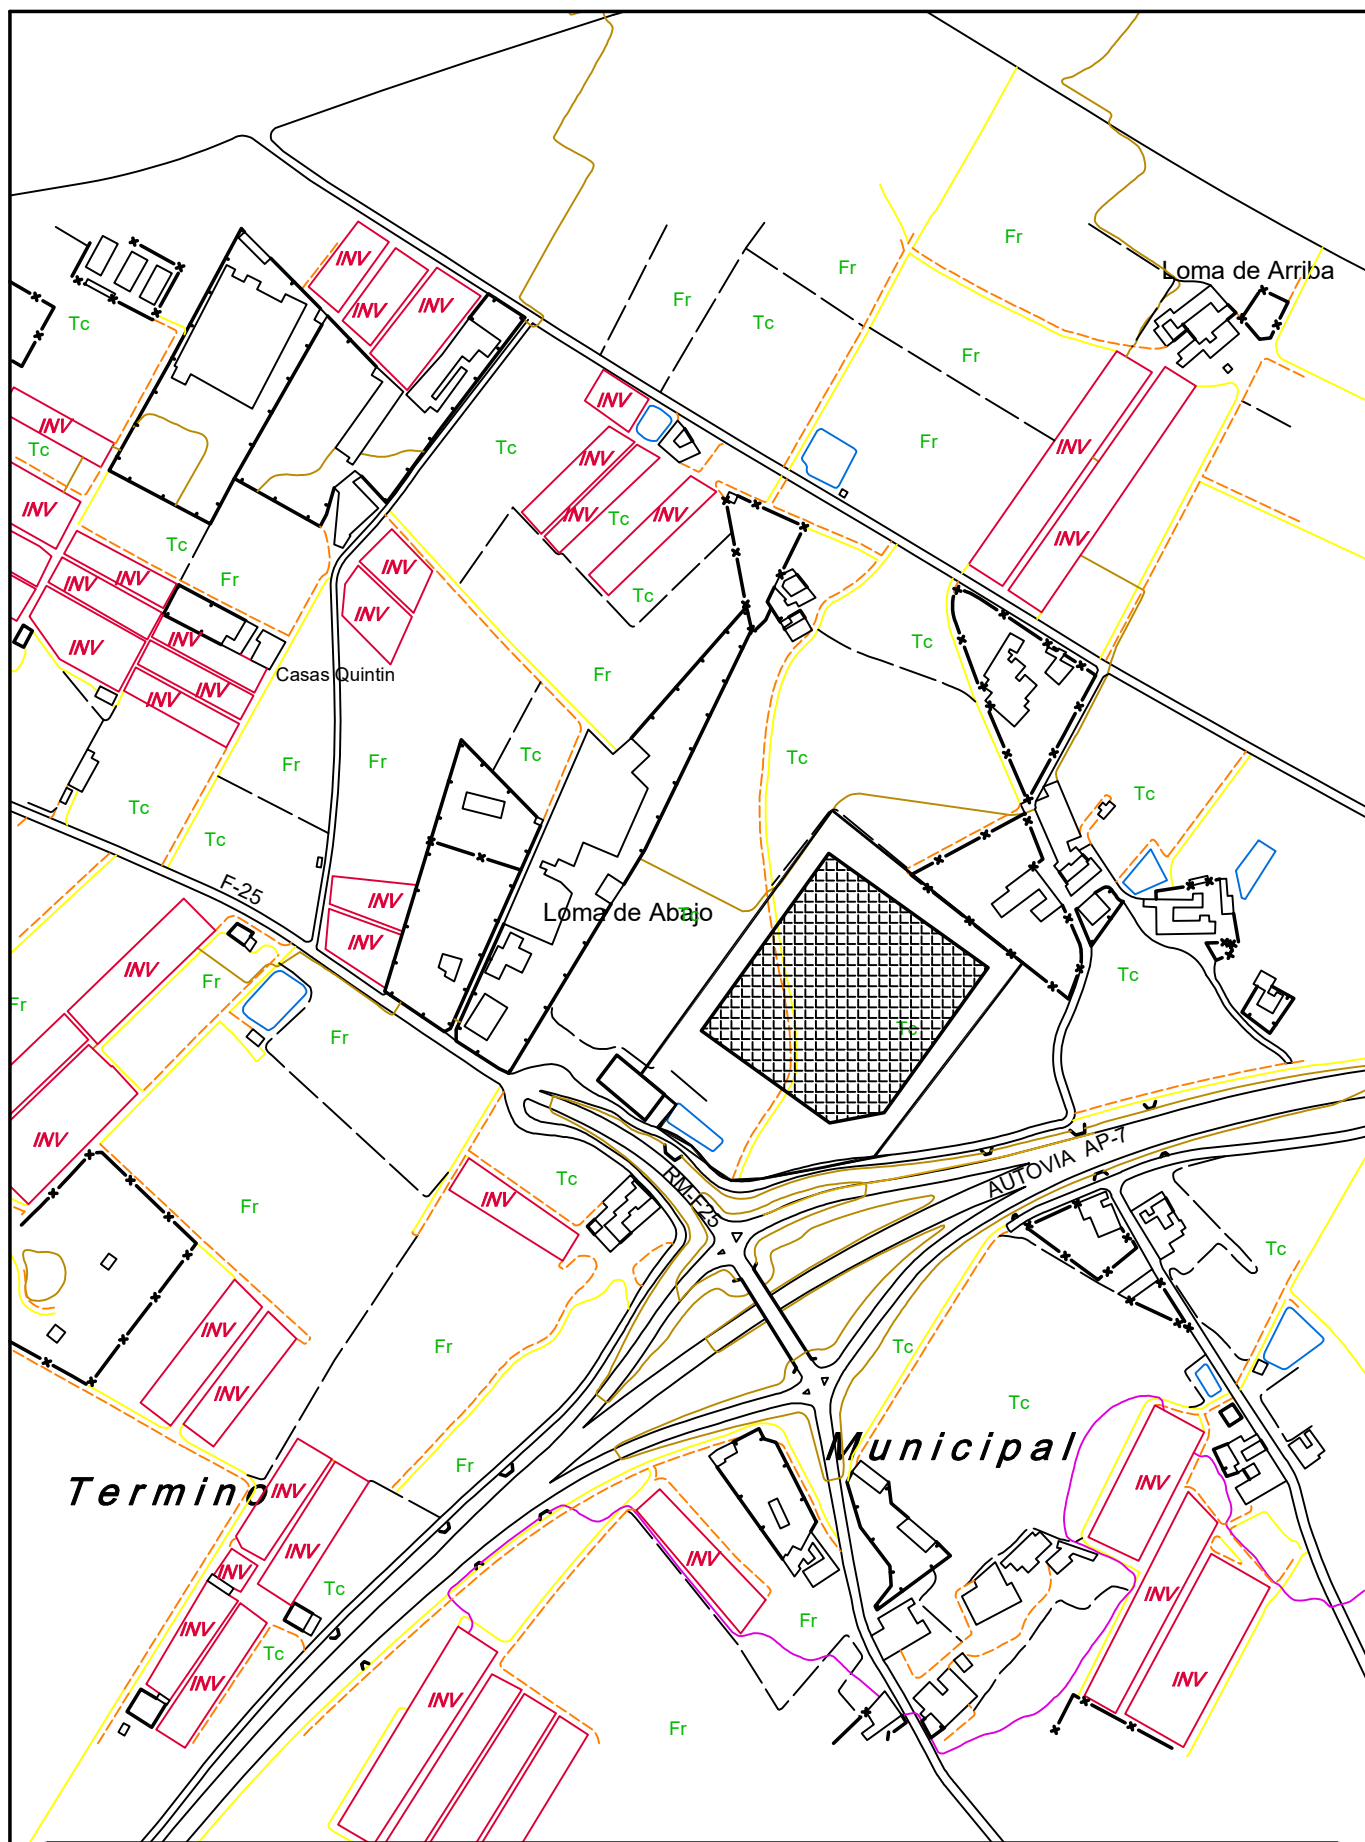 Fr
Loma de Arriba
INV
Fr
INV
INV
Fr
Tc
Tc
Fr
INV
INV
Tc
Tc
Fr
INV
INV
INV
Tc
INV
INV
INV
Tc
INV
Tc
Fr
INV
INV
INV
Tc
INV
INV
INV
Tc
Casas Quintin
Fr
INV
INV
Fr
Fr
Tc
Tc
Tc
Tc
Tc
F-25
INV
Loma de Abajo
Tc
INV
INV
Fr
Tc
Fr
Fr
Tc
INV
AUTOVIA AP-7
Tc
INV
RM-F25
Fr
Tc
INV
Fr
Tc
INV
Tc
Municipal
Fr
INV
Termino
INV
INV
INV
INV
Tc
INV
Fr
Tc
INV
INV
INV
Fr